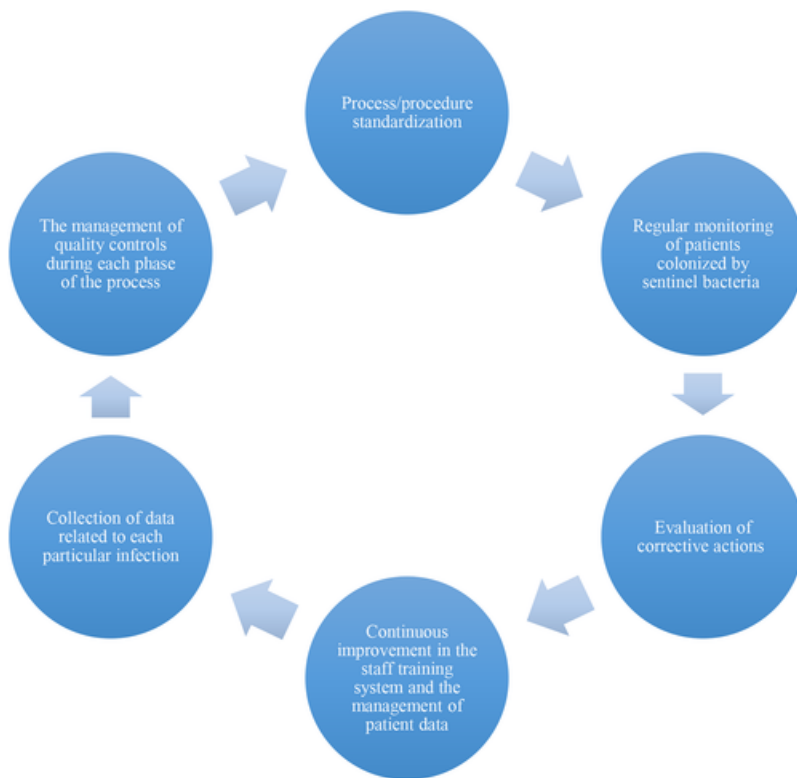 Process/procedure
standardization
Regular monitoring
of patients
colonized by
sentinel bacteria
Evaluation of
corrective actions
Continuous
improvement in the
staff training
system and the
management of
patient data
Collection of data
related to each
particular infection
The management of
quality controls
during each phase
of the process